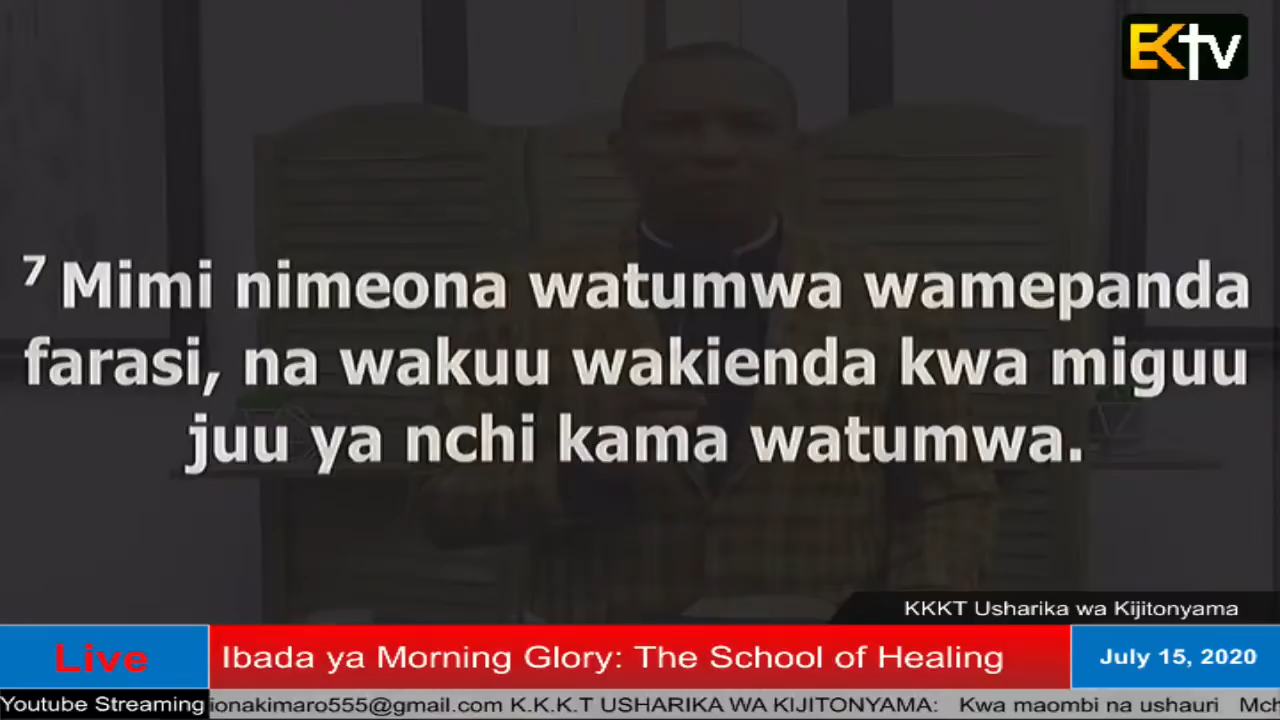 EKTV
7 Mimi nimeona watumwa wamepanda
farasi, na wakuu wakienda kwa miguu
juu ya nchi kama watumwa.
KKKT Usharika wa Kijitonyama
Live
Ibada ya Morning Glory: The School of Healing
July 15, 2020
Youtube Streaming
ionakimaro555@gmail.com K.K.K.T USHARIKA WA KIJITONYAMA: Kwa maombi na ushauri Mch